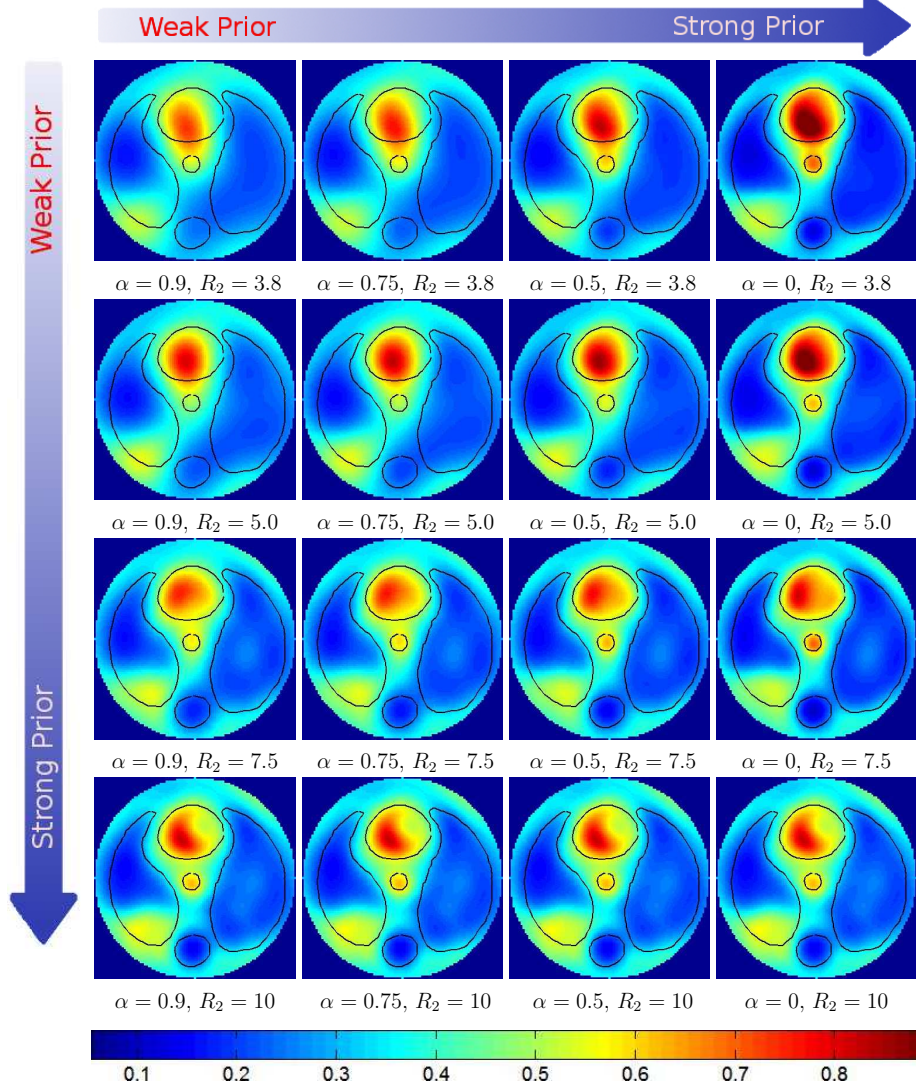 Weak Prior Strong Prior
Weak Prior
Strong Prior
α = 0.9, R₂ = 3.8 α = 0.75, R₂ = 3.8 α = 0.5, R₂ = 3.8 α = 0, R₂ = 3.8
α = 0.9, R₂ = 5.0 α = 0.75, R₂ = 5.0 α = 0.5, R₂ = 5.0 α = 0, R₂ = 5.0
α = 0.9, R₂ = 7.5 α = 0.75, R₂ = 7.5 α = 0.5, R₂ = 7.5 α = 0, R₂ = 7.5
α = 0.9, R₂ = 10 α = 0.75, R₂ = 10 α = 0.5, R₂ = 10 α = 0, R₂ = 10
0.1 0.2 0.3 0.4 0.5 0.6 0.7 0.8